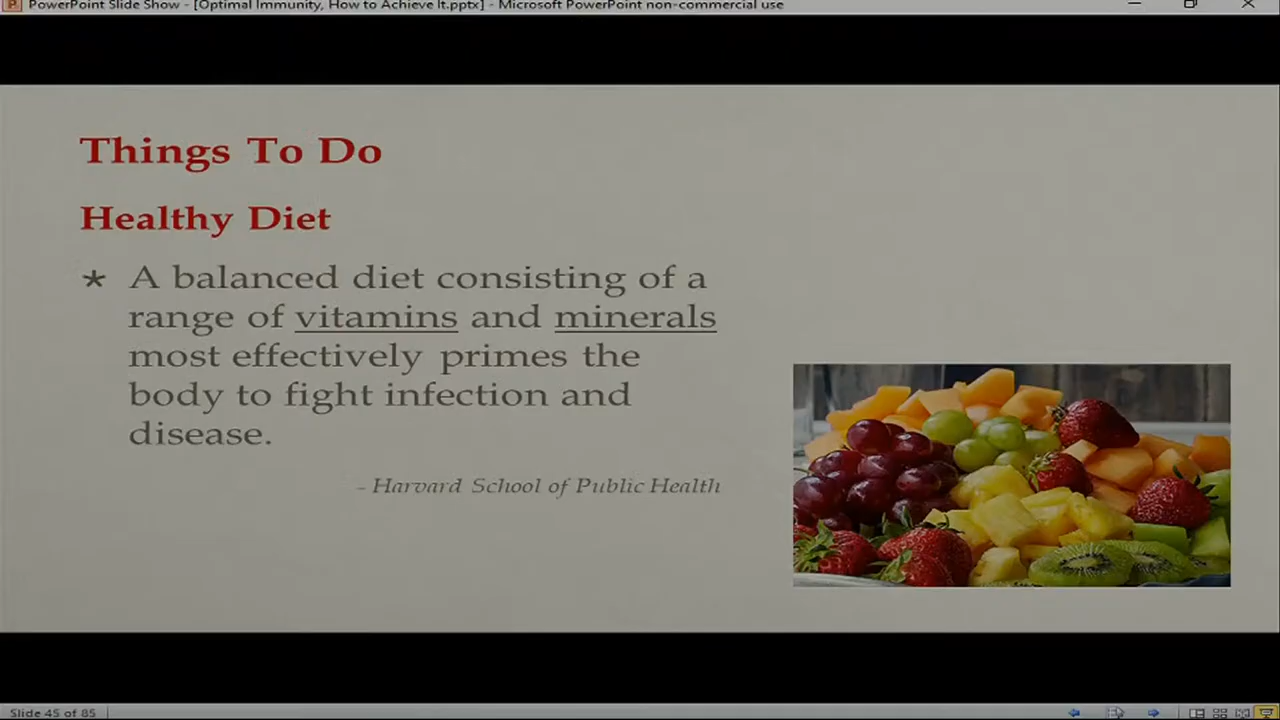 PowerPoint Slide Show - [Optimal Immunity, How to Achieve It.pptx] - Microsoft PowerPoint non-commercial use
Things To Do
Healthy Diet
* A balanced diet consisting of a
range of vitamins and minerals
most effectively primes the
body to fight infection and
disease.
- Harvard School of Public Health
Slide 45 of 85